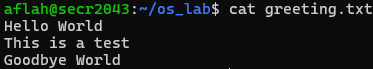 aflah@secr2043:~/os_lab$ cat greeting.txt
Hello World
This is a test
Goodbye World